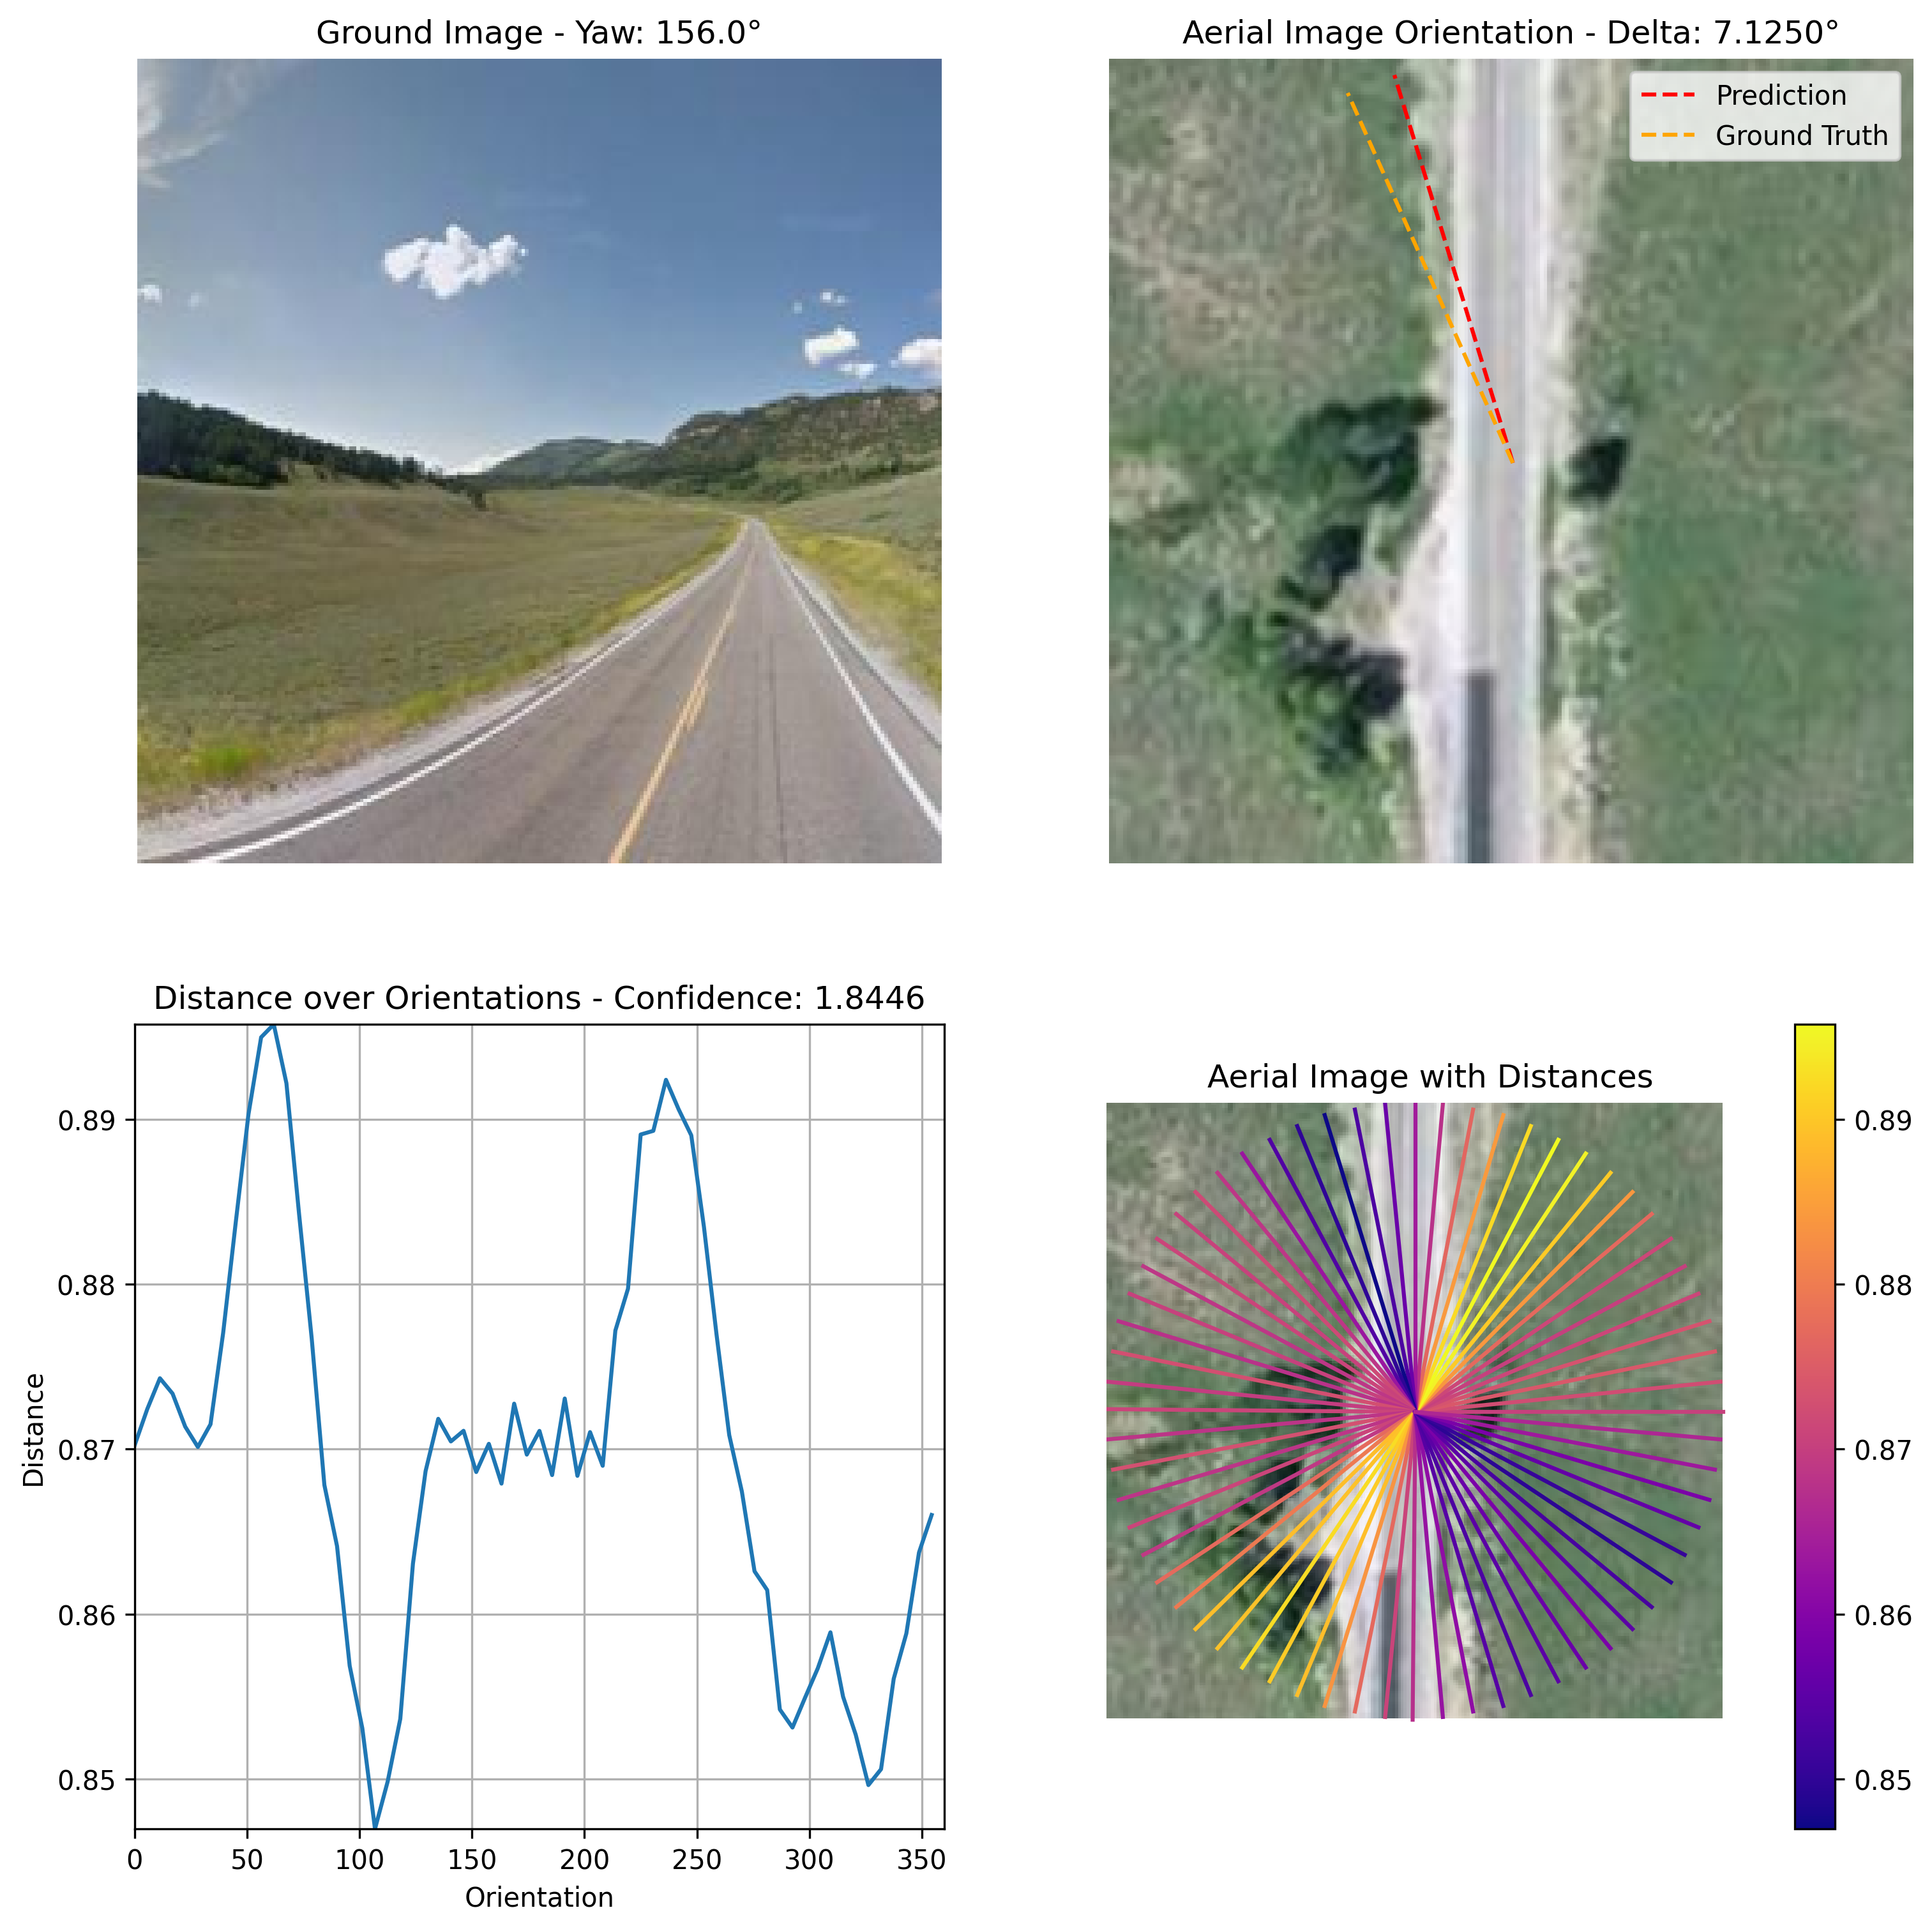 Ground Image - Yaw: 156.0°
Aerial Image Orientation - Delta: 7.1250°
Prediction
Ground Truth
Distance over Orientations - Confidence: 1.8446
Distance
0.89
0.88
0.87
0.86
0.85
0 50 100 150 200 250 300 350
Orientation
Aerial Image with Distances
0.89
0.88
0.87
0.86
0.85